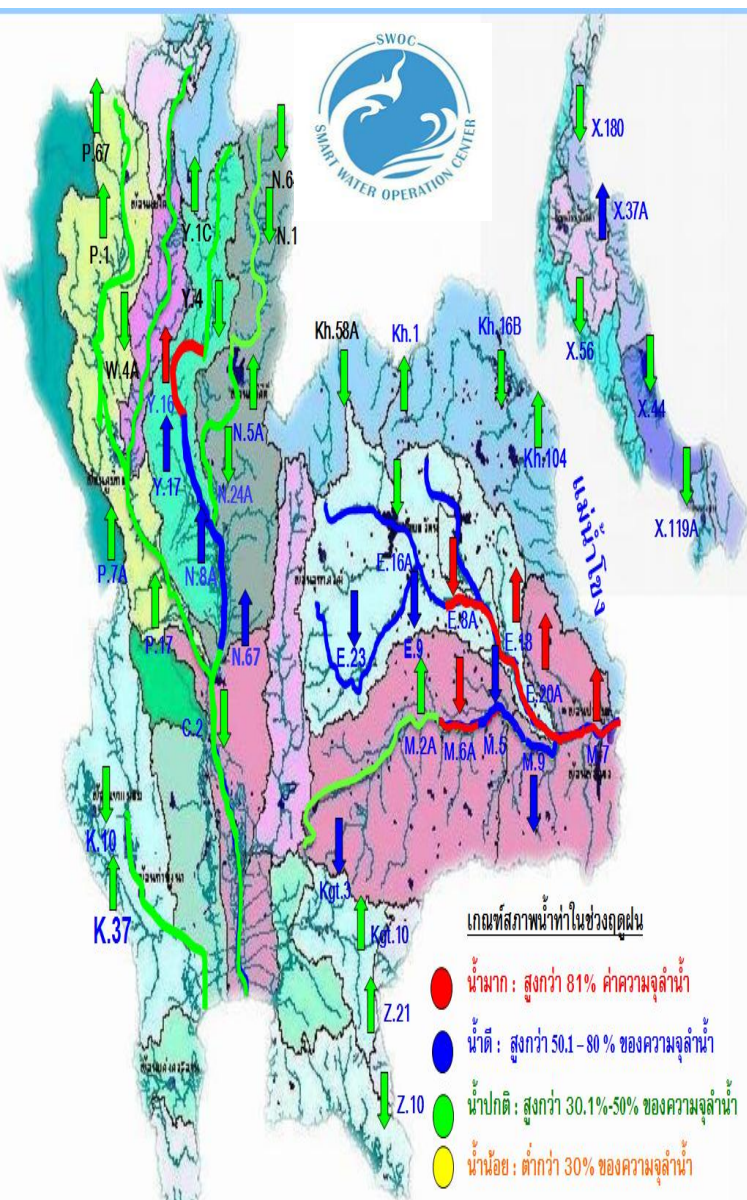 SWOC
SMART WATER OPERATION CENTER
X.180
P.67
N.6
X.37A
Y.1C
N.1
P.1
Y.4
Kh.58A
Kh.1
Kh.16B
X.56
W.4A
Y.16
X.44
N.5A
Kh.104
Y.17
N.24A
แม่น้ำโขง
X.119A
P.7A
N.8A
E.16A
E.8A
P.17
N.67
E.23
E.9
E.18
E.20A
C.2
M.2A
M.6A
M.5
M.9
M.7
K.10
K.37
Kgt.3
Kgt.10
Z.21
Z.10
เกณฑ์สภาพน้ำท่าในช่วงฤดูฝน
น้ำมาก : สูงกว่า 81% ค่าความจุลำน้ำ
น้ำดี : สูงกว่า 50.1 – 80 % ของความจุลำน้ำ
น้ำปกติ : สูงกว่า 30.1%-50% ของความจุลำน้ำ
น้ำน้อย : ต่ำกว่า 30% ของความจุลำน้ำ